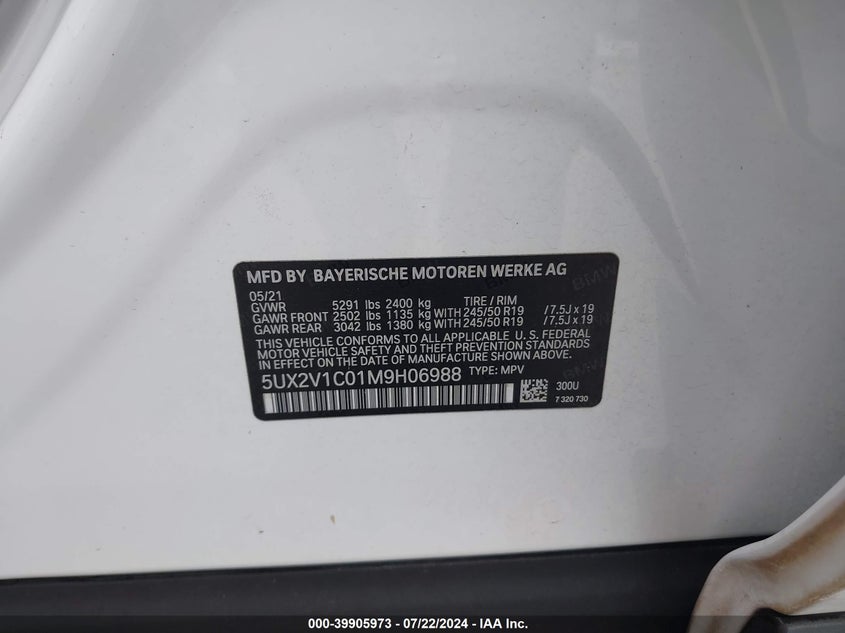 MFD BY BAYERISCHE MOTOREN WERKE AG
05/21
GVWR 5291 lbs 2400 kg TIRE / RIM
GAWR FRONT 2502 lbs 1135 kg WITH 245/50 R19 / 7.5J x 19
GAWR REAR 3042 lbs 1380 kg WITH 245/50 R19 / 7.5J x 19
THIS VEHICLE CONFORMS TO ALL APPLICABLE U. S. FEDERAL
MOTOR VEHICLE SAFETY AND THEFT PREVENTION STANDARDS
IN EFFECT ON THE DATE OF MANUFACTURE SHOWN ABOVE.
5UX2V1C01M9H06988 TYPE: MPV
300U
7 320 730
BMW
000-39905973 - 07/22/2024 - IAA Inc.